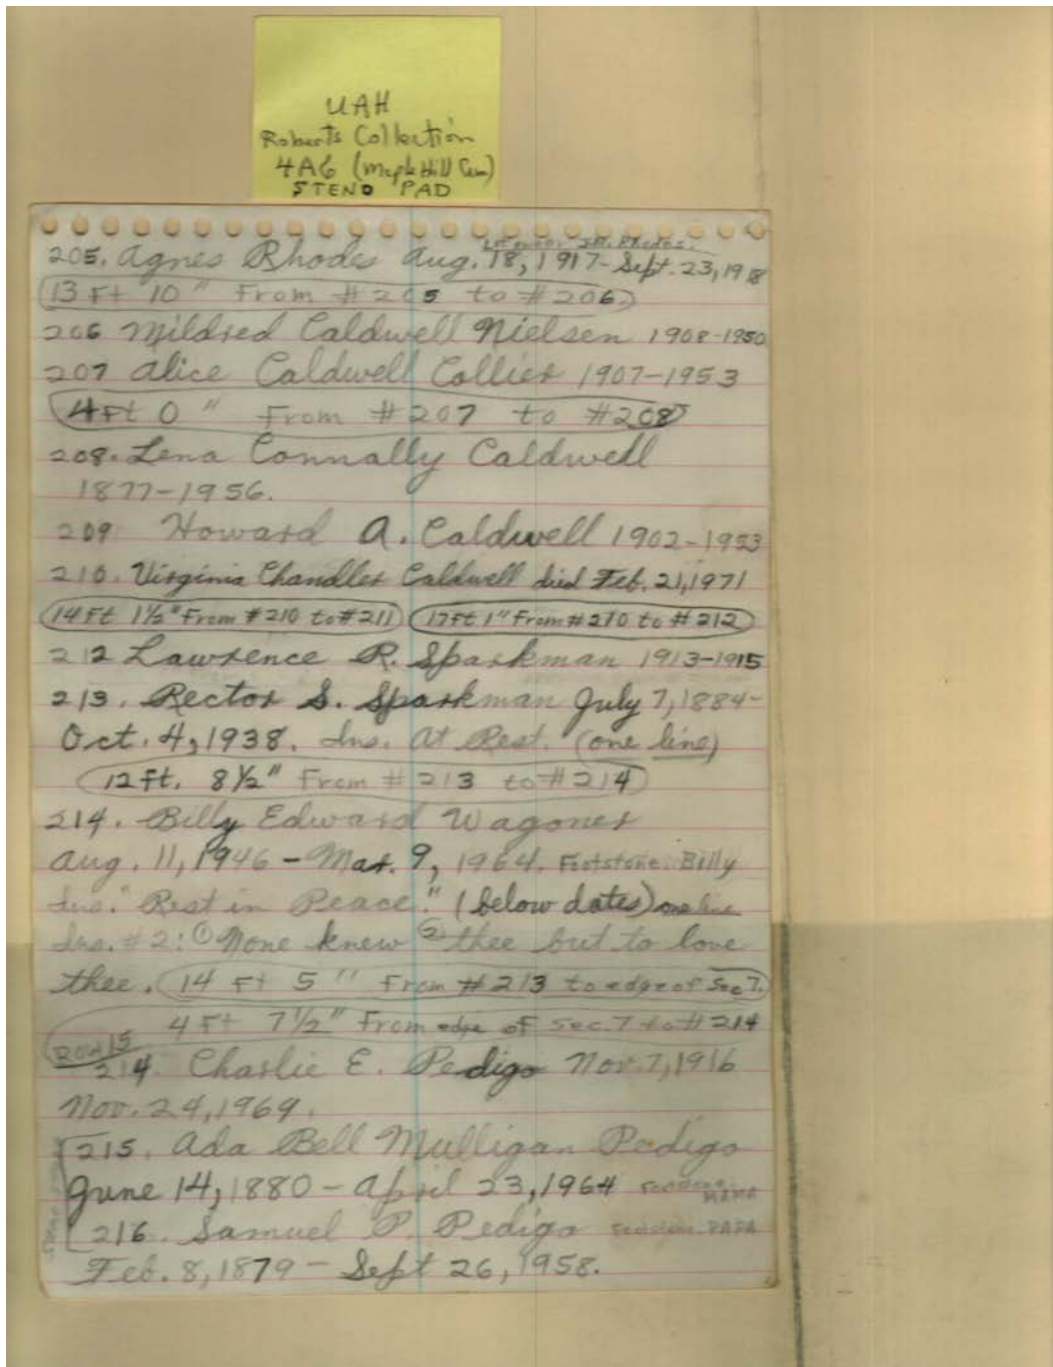 UAH
Roberts Collection
4A6 (Maple Hill Cem)
STENO PAD
205. Agnes Rhodes Aug. 18, 1917 - Sept. 23, 1918
13 Ft 10" From #205 to #206
206 Mildred Caldwell Nielsen 1908-1950
207 Alice Caldwell Collier 1907-1953
4 Ft 0" From #207 to #208
208. Lena Connally Caldwell
1877-1956.
209 Howard A. Caldwell 1902-1953
210. Virginia Chandler Caldwell died Feb. 21, 1971
14 Ft 1½" From #210 to #211 17 Ft 1" From #210 to #212
212 Lawrence R. Sparkman 1913-1915
213. Rector S. Sparkman July 7, 1884-
Oct. 4, 1938. Ins. At Rest. (one line)
12 ft. 8½" From #213 to #214
214. Billy Edward Wagoner
Aug. 11, 1946 - Mar. 9, 1964. Footstone: Billy
Ins. "Rest in Peace." (below dates) one line
Ins. #2: ① None knew ② thee but to love
thee. 14 Ft 5" From #213 to edge of Sec 7.
4 Ft 7½" From edge of Sec. 7 to #214
ROW 15
214. Charlie E. Pedigo Nov. 7, 1916
Nov. 24, 1969.
215. Ada Bell Mulligan Pedigo
June 14, 1880 - April 23, 1964 MAMA
216. Samuel P. Pedigo PAPA
Feb. 8, 1879 - Sept 26, 1958.